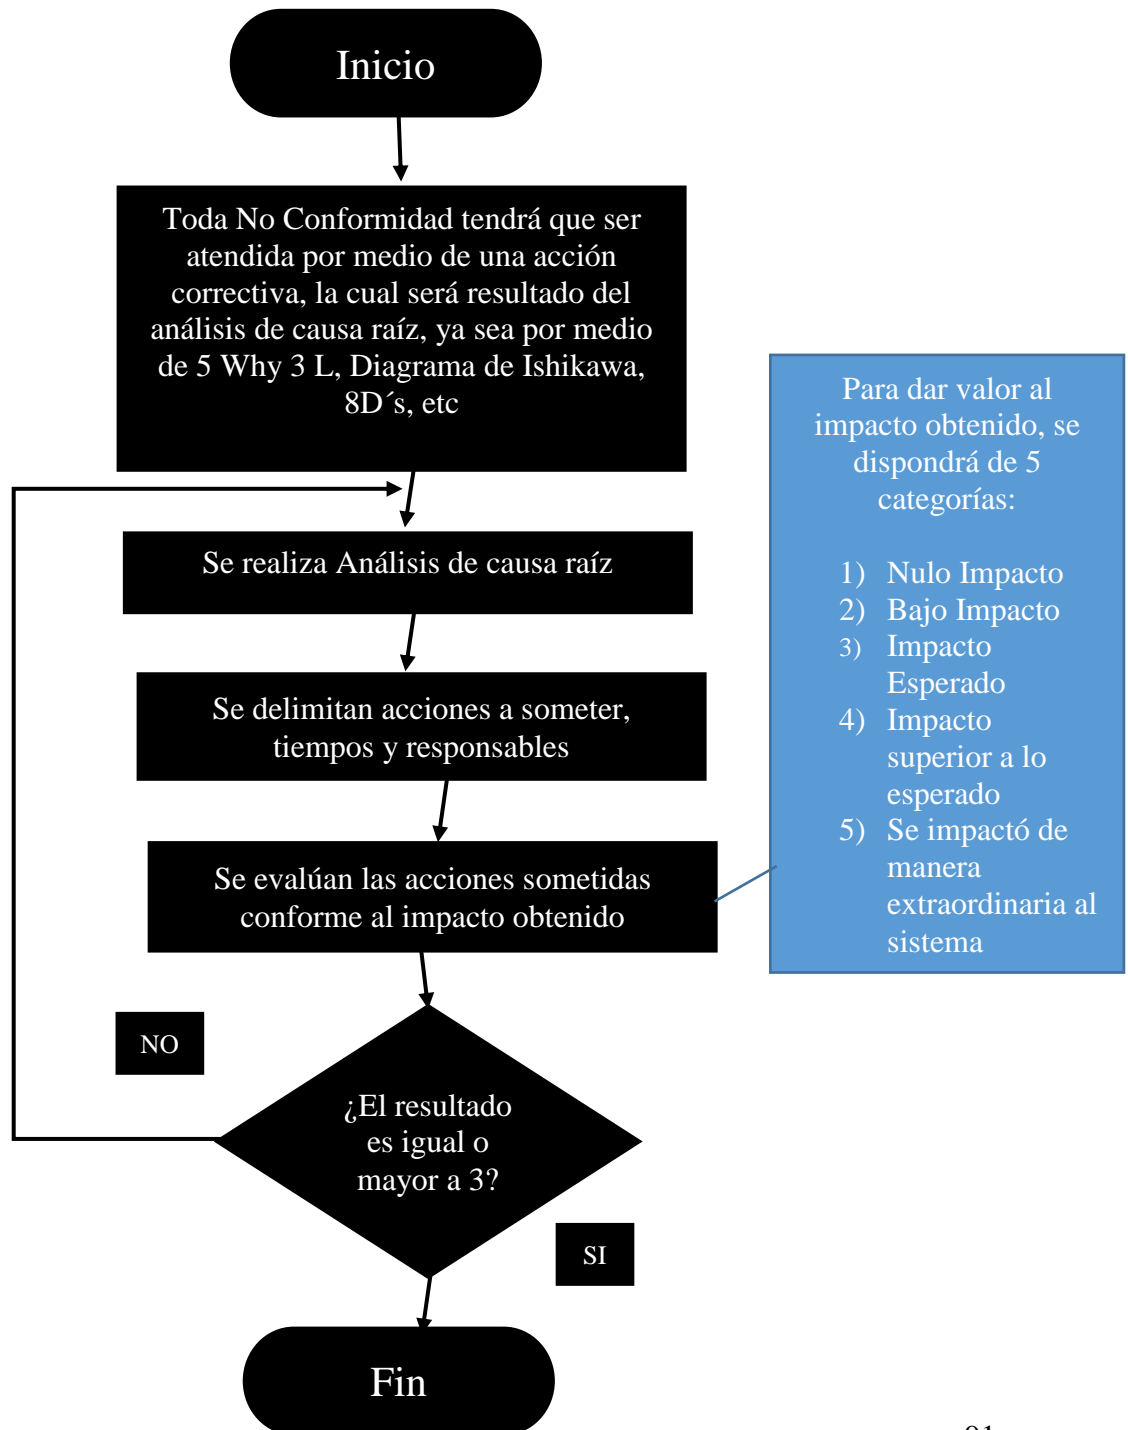 Inicio
Toda No Conformidad tendrá que ser
atendida por medio de una acción
correctiva, la cual será resultado del
análisis de causa raíz, ya sea por medio
de 5 Why 3 L, Diagrama de Ishikawa,
8D´s, etc
Se realiza Análisis de causa raíz
Se delimitan acciones a someter,
tiempos y responsables
Se evalúan las acciones sometidas
conforme al impacto obtenido
Para dar valor al
impacto obtenido, se
dispondrá de 5
categorías:
1) Nulo Impacto
2) Bajo Impacto
3) Impacto
Esperado
4) Impacto
superior a lo
esperado
5) Se impactó de
manera
extraordinaria al
sistema
NO
¿El resultado
es igual o
mayor a 3?
SI
Fin